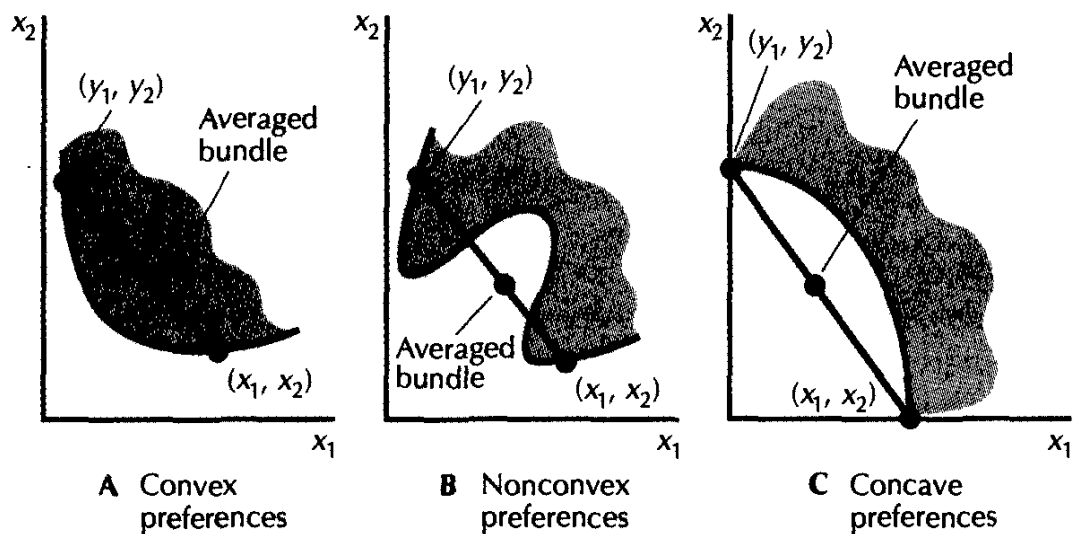 x₂
(y₁, y₂)
Averaged
bundle
(x₁, x₂)
x₁
A Convex
preferences
x₂
(y₁, y₂)
Averaged
bundle
(x₁, x₂)
x₁
B Nonconvex
preferences
x₂
(y₁, y₂)
Averaged
bundle
(x₁, x₂)
x₁
C Concave
preferences